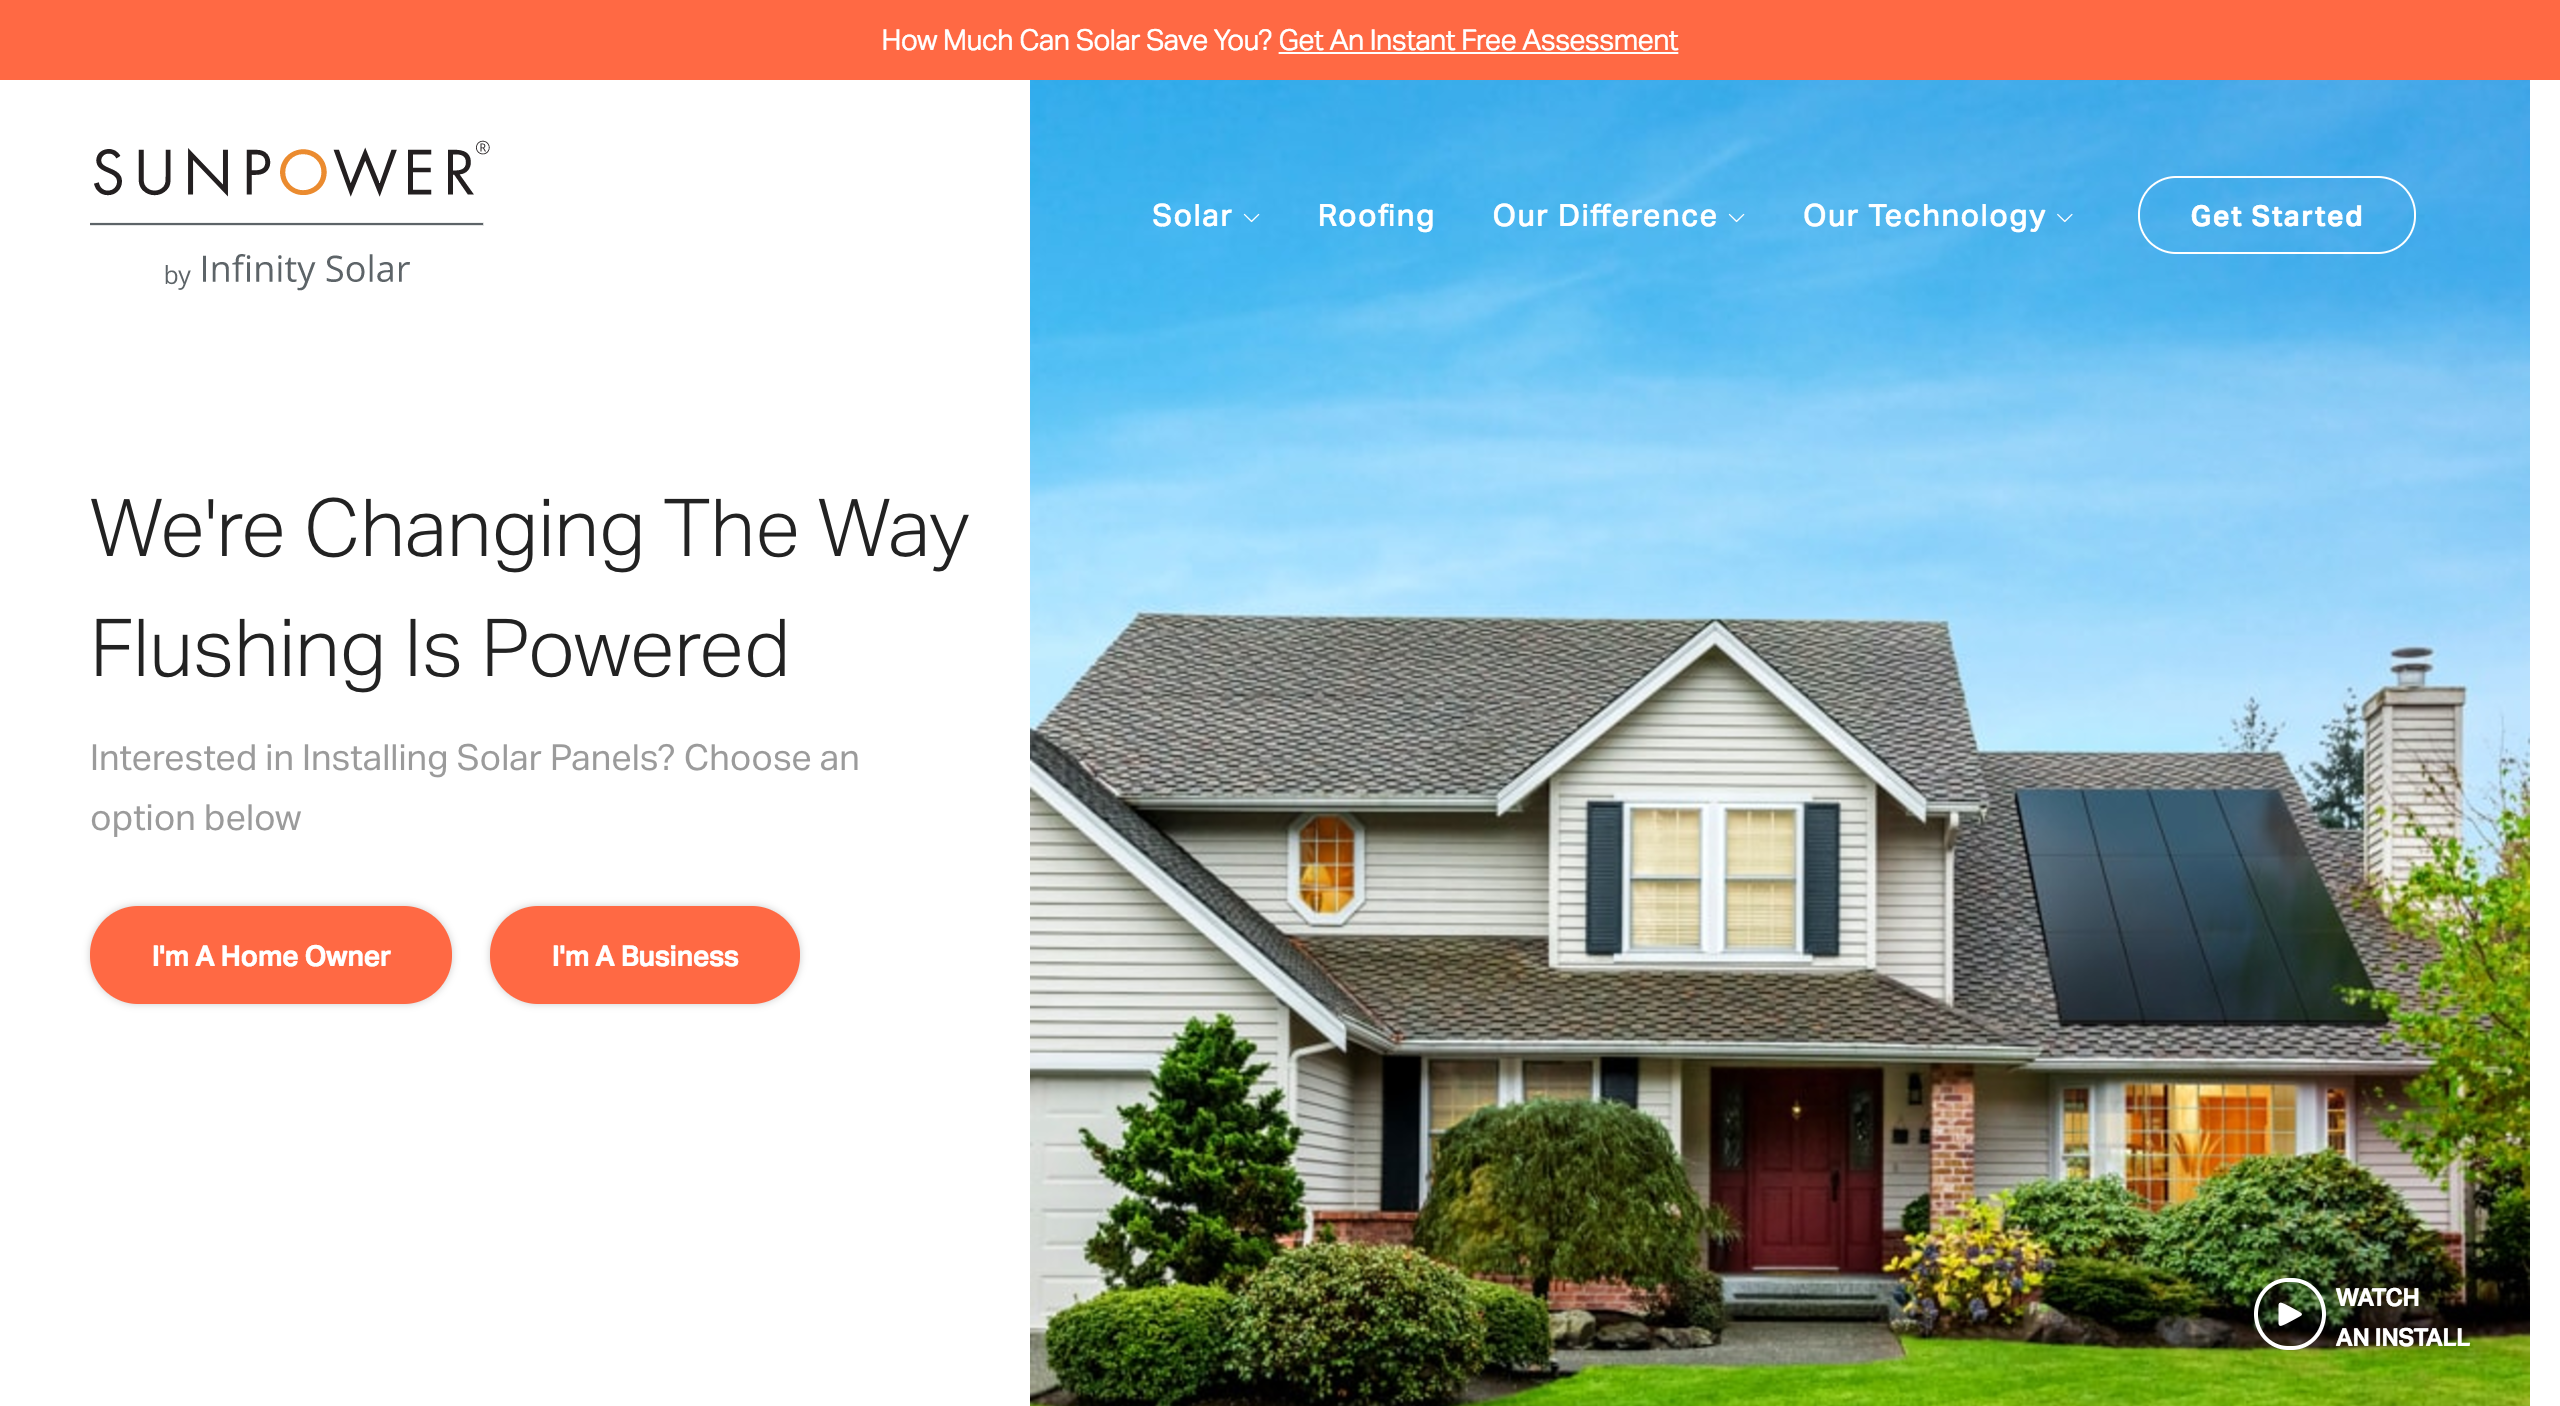 How Much Can Solar Save You? Get An Instant Free Assessment
SUNPOWER®
by Infinity Solar
Solar
Roofing
Our Difference
Our Technology
Get Started
We're Changing The Way
Flushing Is Powered
Interested in Installing Solar Panels? Choose an
option below
I'm A Home Owner
I'm A Business
WATCH
AN INSTALL